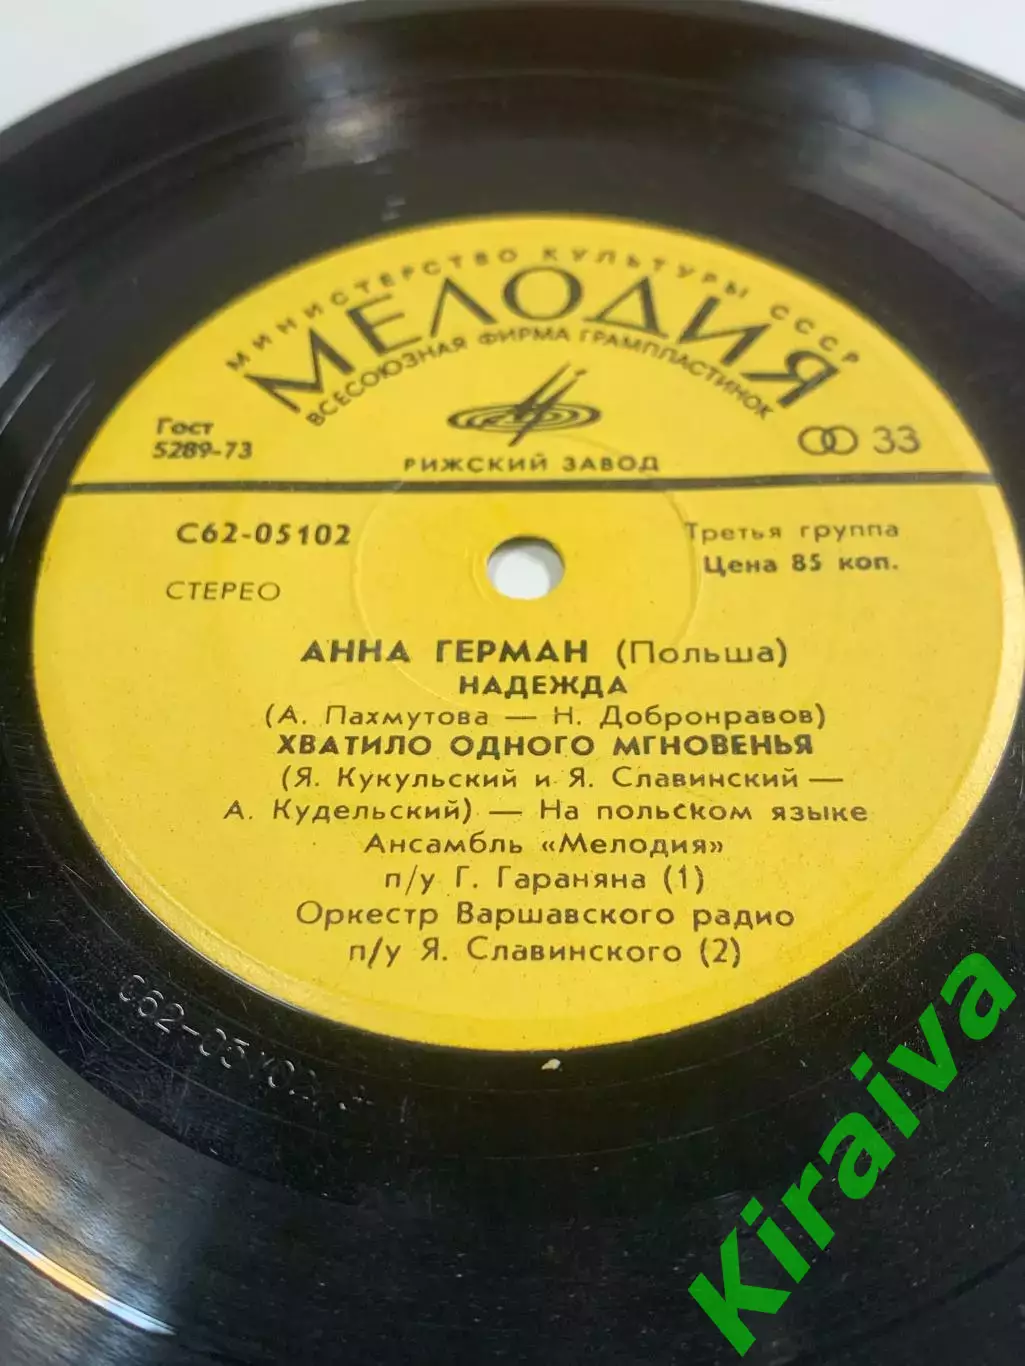 МИНИСТЕРСТВО КУЛЬТУРЫ СССР
МЕЛОДИЯ
ВСЕСОЮЗНАЯ ФИРМА ГРАМПЛАСТИНОК
Гост
5289-73
33
РИЖСКИЙ ЗАВОД
С62-05102
Третья группа
Цена 85 коп.
СТЕРЕО
АННА ГЕРМАН (Польша)
НАДЕЖДА
(А. Пахмутова — Н. Добронравов)
ХВАТИЛО ОДНОГО МГНОВЕНЬЯ
(Я. Кукульский и Я. Славинский —
А. Кудельский) — На польском языке
Ансамбль «Мелодия»
п/у Г. Гараняна (1)
Оркестр Варшавского радио
п/у Я. Славинского (2)
Kiraiva